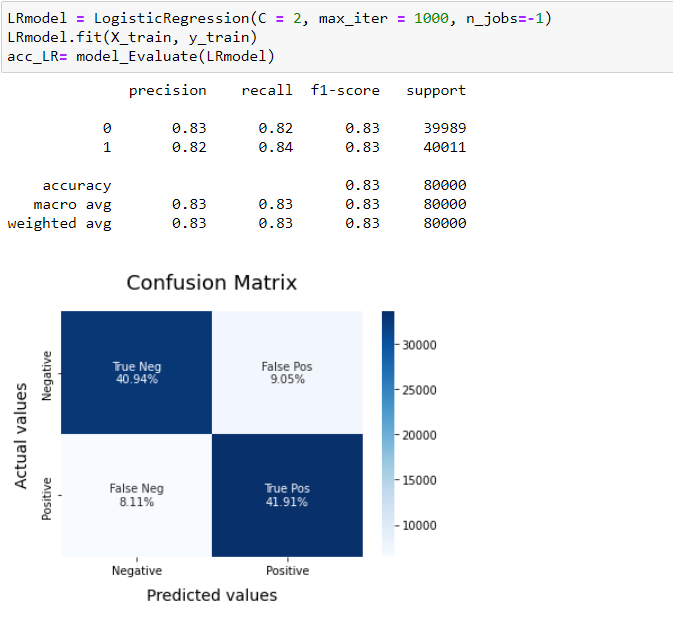 LRmodel = LogisticRegression(C = 2, max_iter = 1000, n_jobs=-1)
LRmodel.fit(X_train, y_train)
acc_LR= model_Evaluate(LRmodel)
precision recall f1-score support
0 0.83 0.82 0.83 39989
1 0.82 0.84 0.83 40011
accuracy 0.83 80000
macro avg 0.83 0.83 0.83 80000
weighted avg 0.83 0.83 0.83 80000
Confusion Matrix
Actual values
Negative
Positive
True Neg
40.94%
False Pos
9.05%
False Neg
8.11%
True Pos
41.91%
Negative Positive
Predicted values
30000
25000
20000
15000
10000